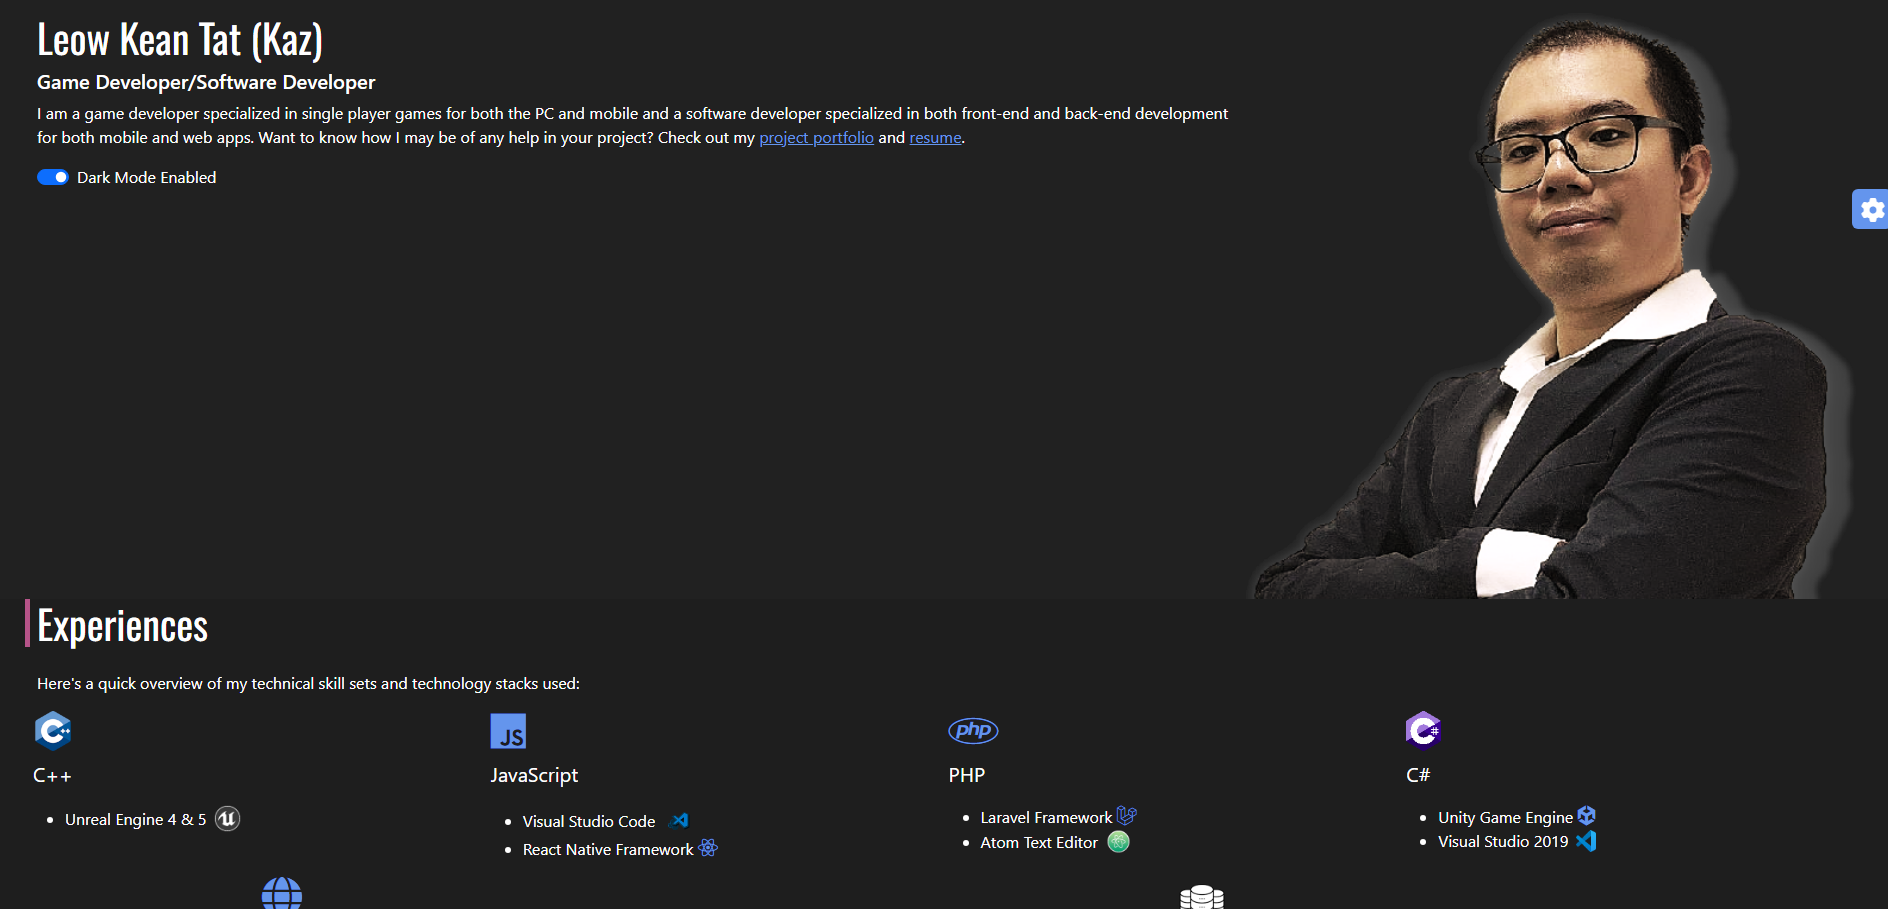 Leow Kean Tat (Kaz)
Game Developer/Software Developer
I am a game developer specialized in single player games for both the PC and mobile and a software developer specialized in both front-end and back-end development
for both mobile and web apps. Want to know how I may be of any help in your project? Check out my project portfolio and resume.
Dark Mode Enabled
Experiences
Here's a quick overview of my technical skill sets and technology stacks used:
C++
JS
php
C#
C++
JavaScript
PHP
C#
Unreal Engine 4 & 5
Visual Studio Code
React Native Framework
Laravel Framework
Atom Text Editor
Unity Game Engine
Visual Studio 2019